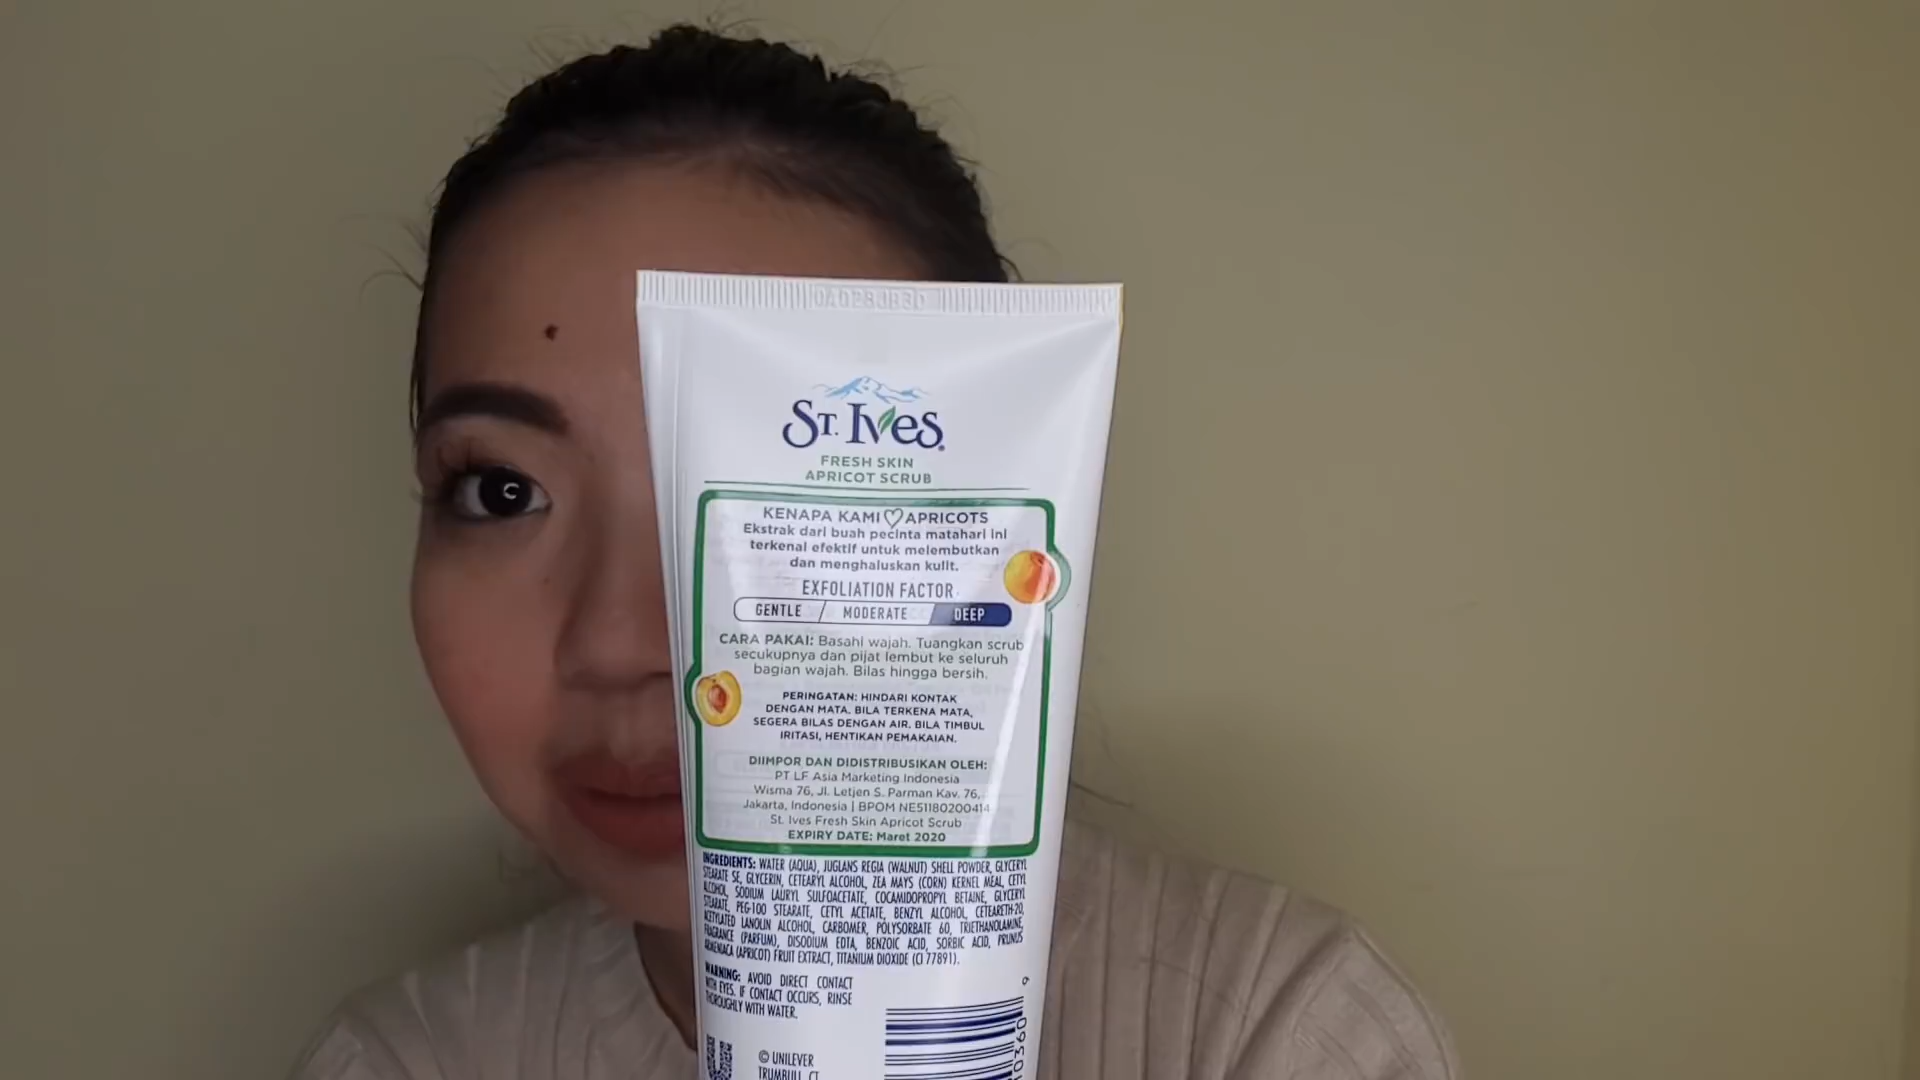 ST. IVES
FRESH SKIN
APRICOT SCRUB
KENAPA KAMI ♡ APRICOTS
Ekstrak dari buah pecinta matahari ini
terkenal efektif untuk melembutkan
dan menghaluskan kulit.
EXFOLIATION FACTOR
GENTLE / MODERATE DEEP
CARA PAKAI: Basahi wajah. Tuangkan scrub
secukupnya dan pijat lembut ke seluruh
bagian wajah. Bilas hingga bersih.
PERINGATAN: HINDARI KONTAK
DENGAN MATA. BILA TERKENA MATA,
SEGERA BILAS DENGAN AIR. BILA TIMBUL
IRITASI, HENTIKAN PEMAKAIAN.
DIIMPOR DAN DIDISTRIBUSIKAN OLEH:
PT LF Asia Marketing Indonesia
Wisma 76, Jl. Letjen S. Parman Kav. 76,
Jakarta, Indonesia | BPOM NE51180200414
St. Ives Fresh Skin Apricot Scrub
EXPIRY DATE: Maret 2020
INGREDIENTS: WATER (AQUA), JUGLANS REGIA (WALNUT) SHELL POWDER, GLYCERYL
STEARATE SE, GLYCERIN, CETEARYL ALCOHOL, ZEA MAYS (CORN) KERNEL MEAL, CETYL
ALCOHOL, SODIUM LAURYL SULFOACETATE, COCAMIDOPROPYL BETAINE, GLYCERYL
STEARATE, PEG-100 STEARATE, CETYL ACETATE, BENZYL ALCOHOL, CETEARETH-20,
ACETYLATED LANOLIN ALCOHOL, CARBOMER, POLYSORBATE 60, TRIETHANOLAMINE,
FRAGRANCE (PARFUM), DISODIUM EDTA, BENZOIC ACID, SORBIC ACID, PRUNUS
ARMENIACA (APRICOT) FRUIT EXTRACT, TITANIUM DIOXIDE (CI 77891).
WARNING: AVOID DIRECT CONTACT
WITH EYES. IF CONTACT OCCURS, RINSE
THOROUGHLY WITH WATER.
© UNILEVER
TRUMBULL, CT